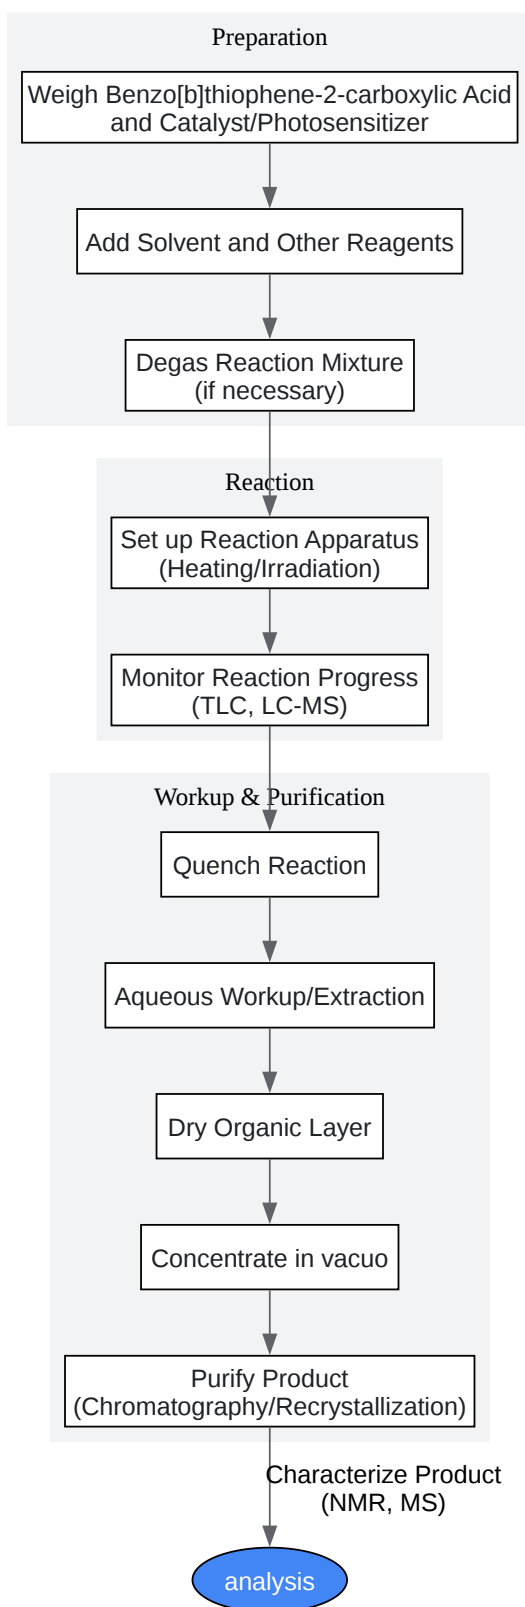 Preparation
Weigh Benzo[b]thiophene-2-carboxylic Acid
and Catalyst/Photosensitizer
Add Solvent and Other Reagents
Degas Reaction Mixture
(if necessary)
Reaction
Set up Reaction Apparatus
(Heating/Irradiation)
Monitor Reaction Progress
(TLC, LC-MS)
Workup & Purification
Quench Reaction
Aqueous Workup/Extraction
Dry Organic Layer
Concentrate in vacuo
Purify Product
(Chromatography/Recrystallization)
Characterize Product
(NMR, MS)
analysis